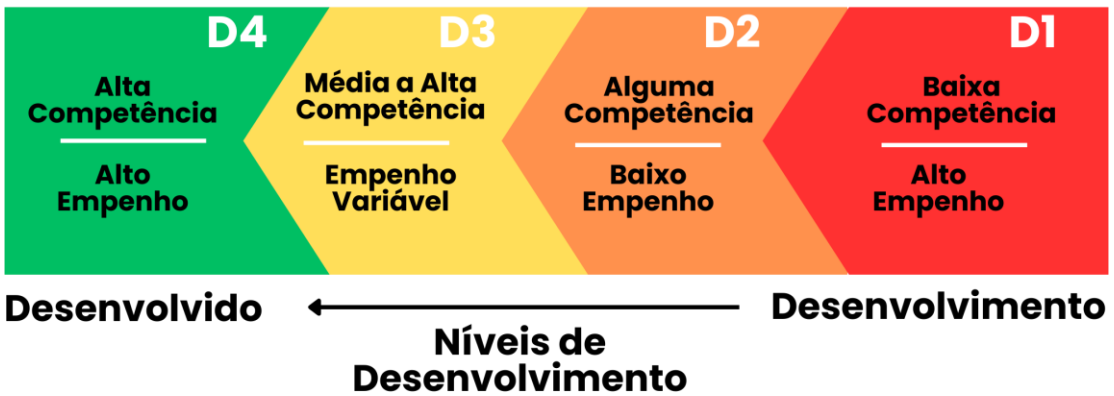 D4
Alta
Competência
Alto
Empenho
D3
Média a Alta
Competência
Empenho
Variável
D2
Alguma
Competência
Baixo
Empenho
D1
Baixa
Competência
Alto
Empenho
Desenvolvido
Desenvolvimento
Níveis de
Desenvolvimento